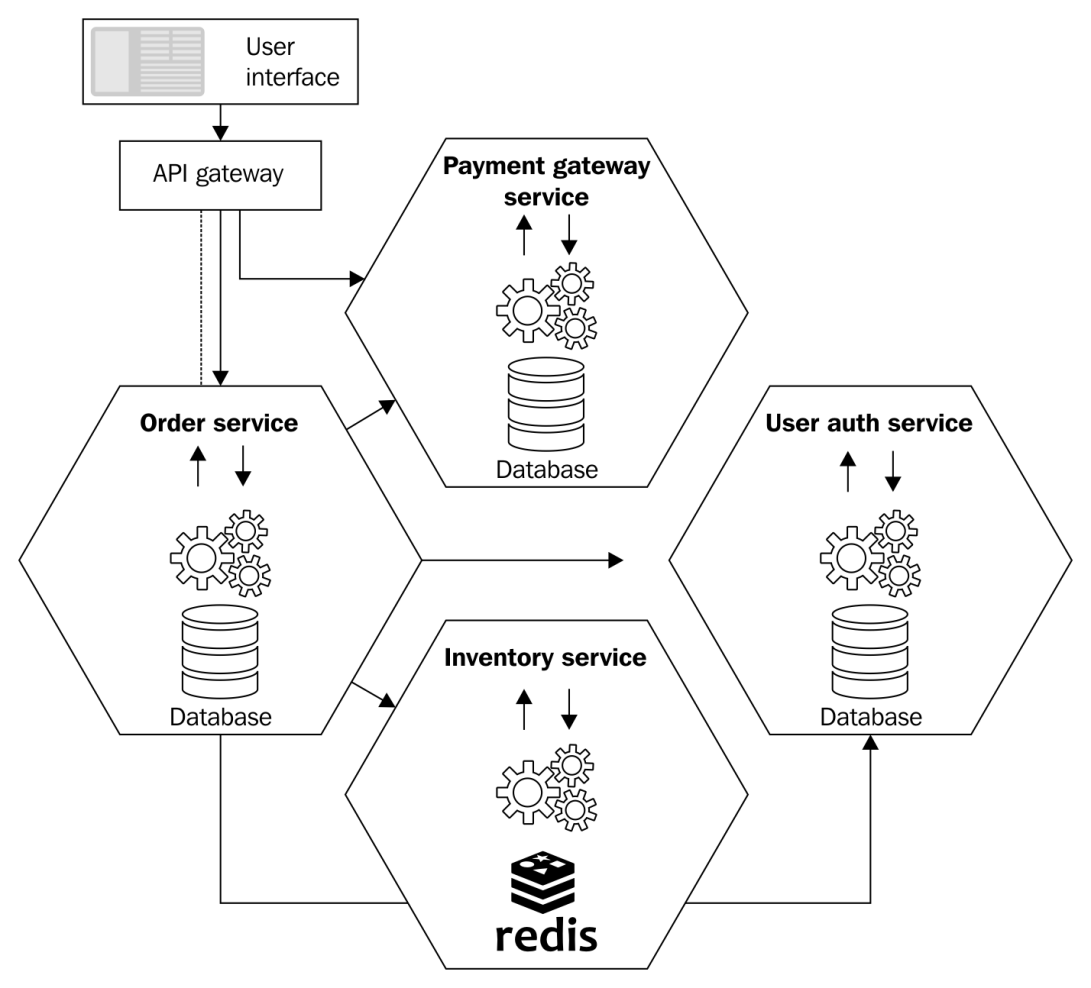 User
interface
API gateway
Payment gateway
service
Database
Order service
Database
User auth service
Database
Inventory service
redis